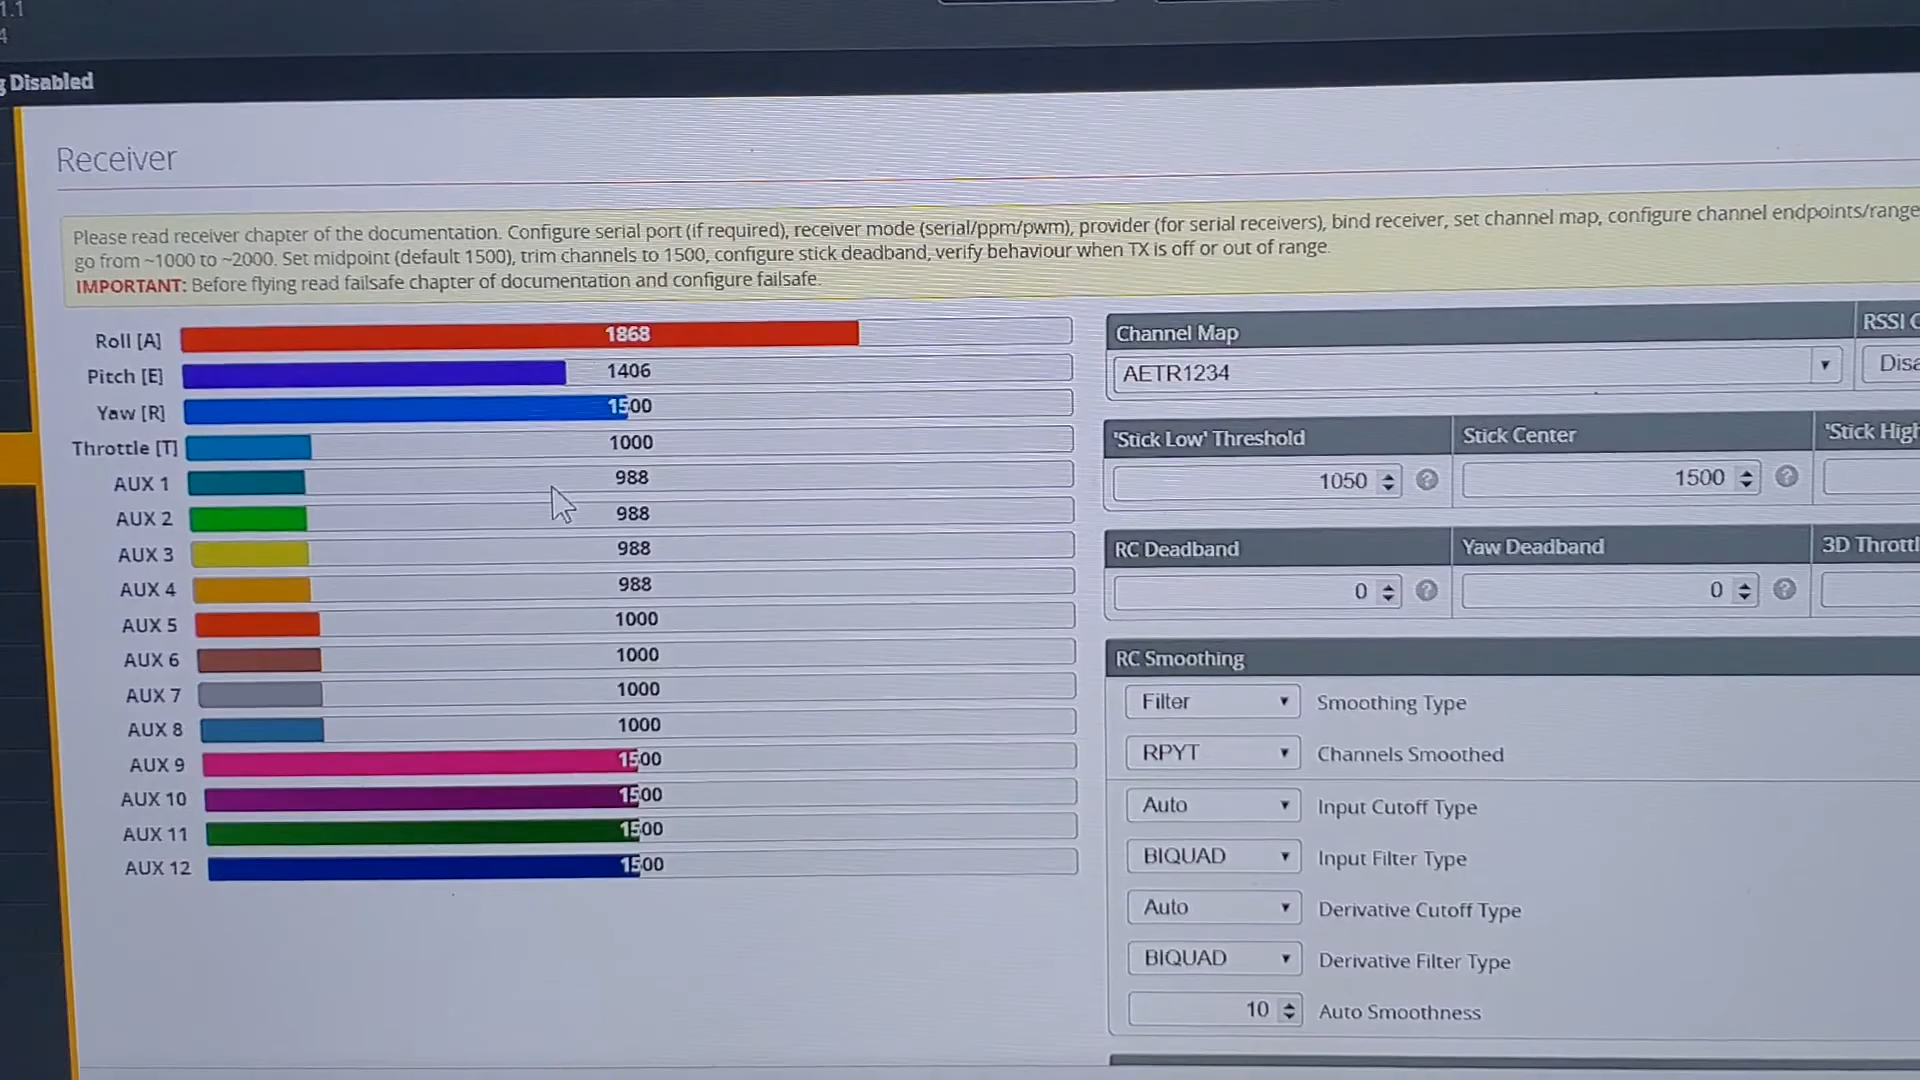 1.1
4
g Disabled
Receiver
Please read receiver chapter of the documentation. Configure serial port (if required), receiver mode (serial/ppm/pwm), provider (for serial receivers), bind receiver, set channel map, configure channel endpoints/range
go from ~1000 to ~2000. Set midpoint (default 1500), trim channels to 1500, configure stick deadband, verify behaviour when TX is off or out of range.
IMPORTANT: Before flying read failsafe chapter of documentation and configure failsafe.
Roll [A] 1868
Pitch [E] 1406
Yaw [R] 1500
Throttle [T] 1000
AUX 1 988
AUX 2 988
AUX 3 988
AUX 4 988
AUX 5 1000
AUX 6 1000
AUX 7 1000
AUX 8 1000
AUX 9 1500
AUX 10 1500
AUX 11 1500
AUX 12 1500
Channel Map RSSI C
AETR1234 Disa
'Stick Low' Threshold Stick Center 'Stick High
1050 1500
RC Deadband Yaw Deadband 3D Throttl
0 0
RC Smoothing
Filter Smoothing Type
RPYT Channels Smoothed
Auto Input Cutoff Type
BIQUAD Input Filter Type
Auto Derivative Cutoff Type
BIQUAD Derivative Filter Type
10 Auto Smoothness